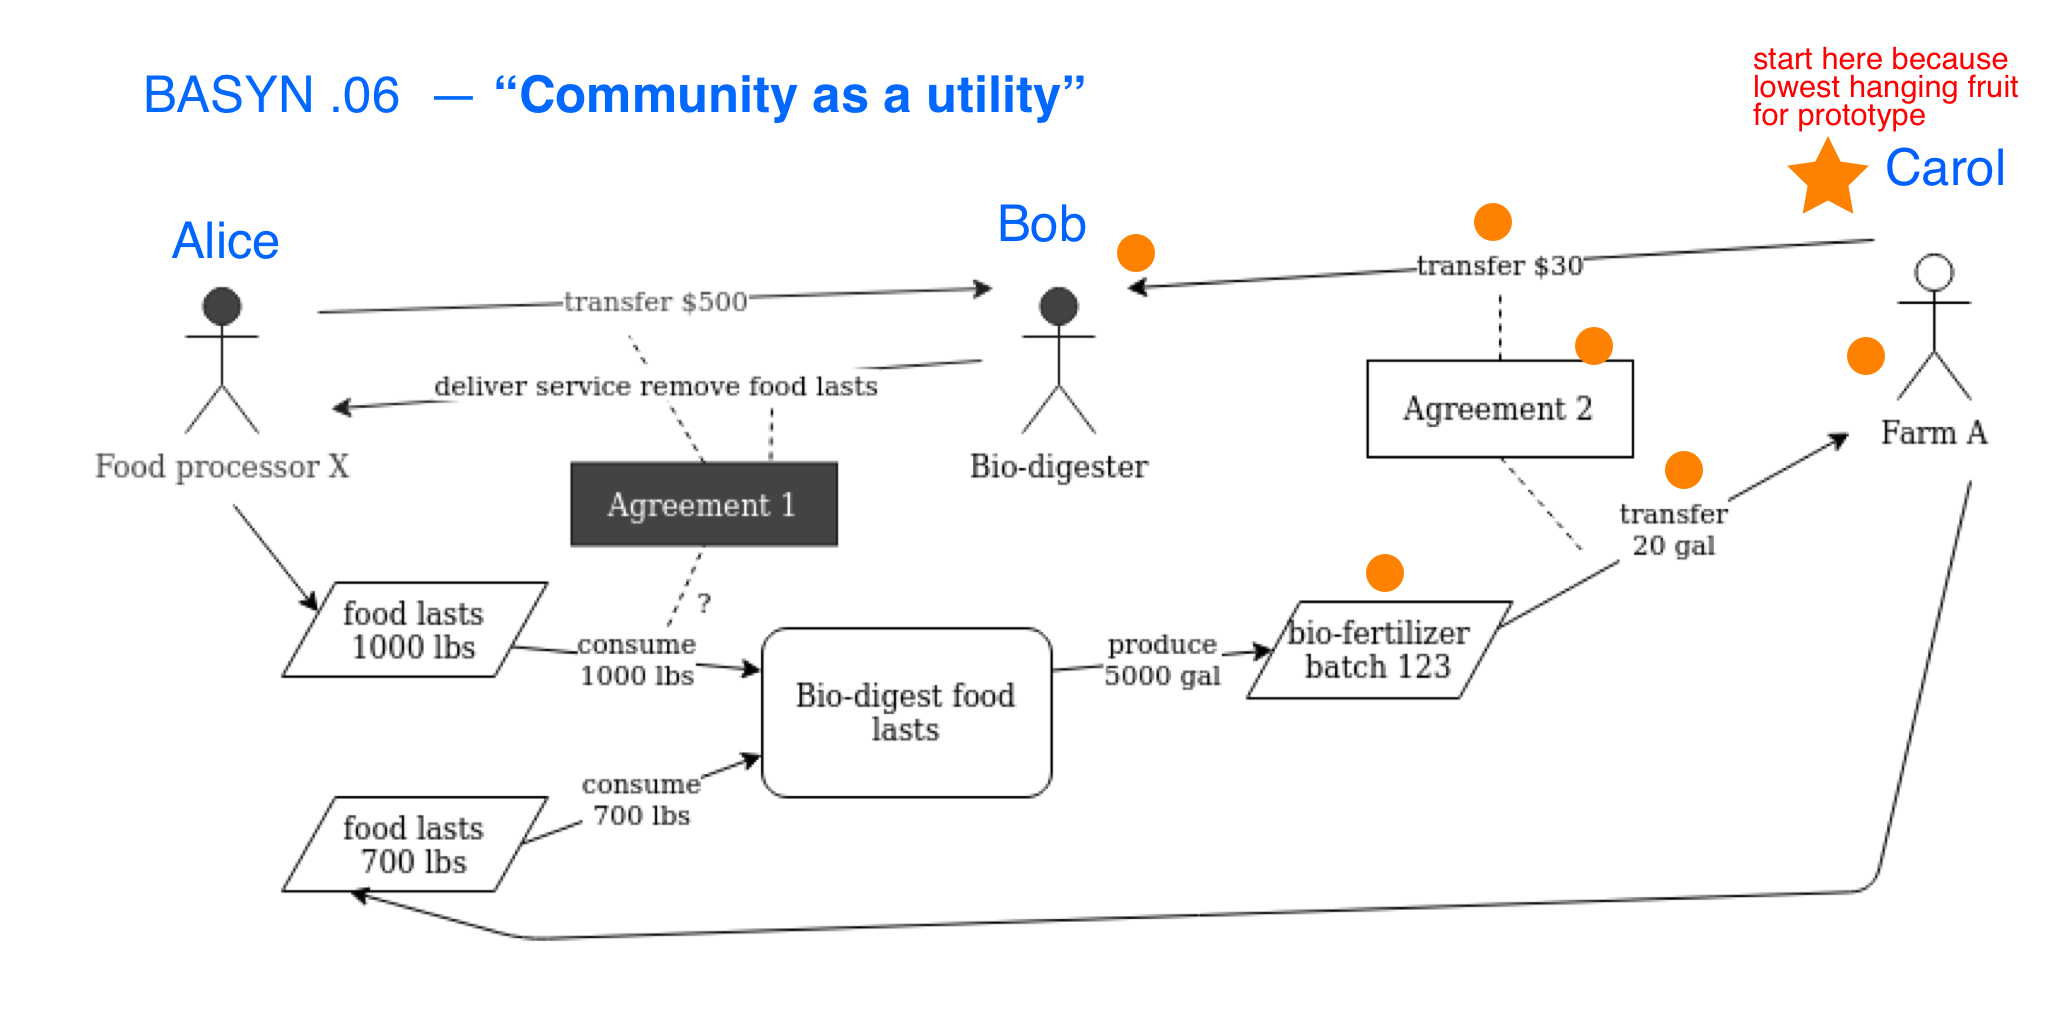 start here because
lowest hanging fruit
for prototype
BASYN .06 — “Community as a utility”
Carol
Bob
Alice
transfer $30
transfer $500
deliver service remove food lasts
Agreement 2
Farm A
Food processor X
Bio-digester
Agreement 1
transfer
20 gal
?
food lasts
1000 lbs
consume
1000 lbs
produce
5000 gal
bio-fertilizer
batch 123
Bio-digest food
lasts
consume
700 lbs
food lasts
700 lbs